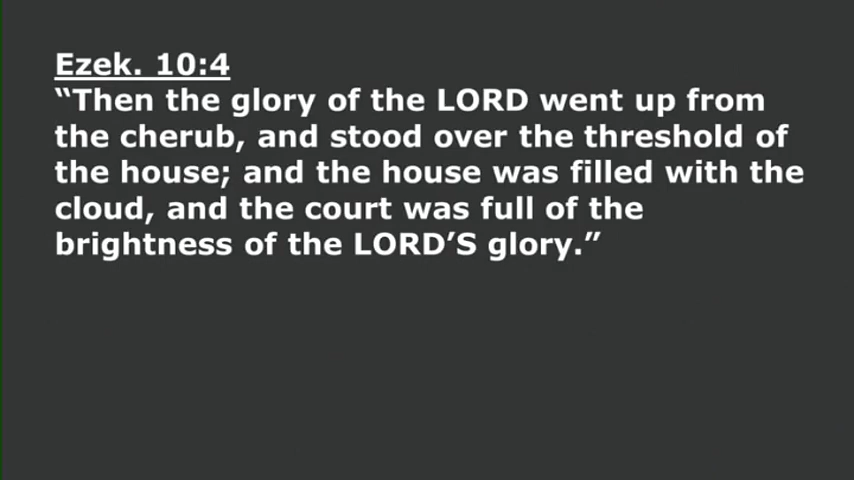 Ezek. 10:4
“Then the glory of the LORD went up from
the cherub, and stood over the threshold of
the house; and the house was filled with the
cloud, and the court was full of the
brightness of the LORD’S glory.”